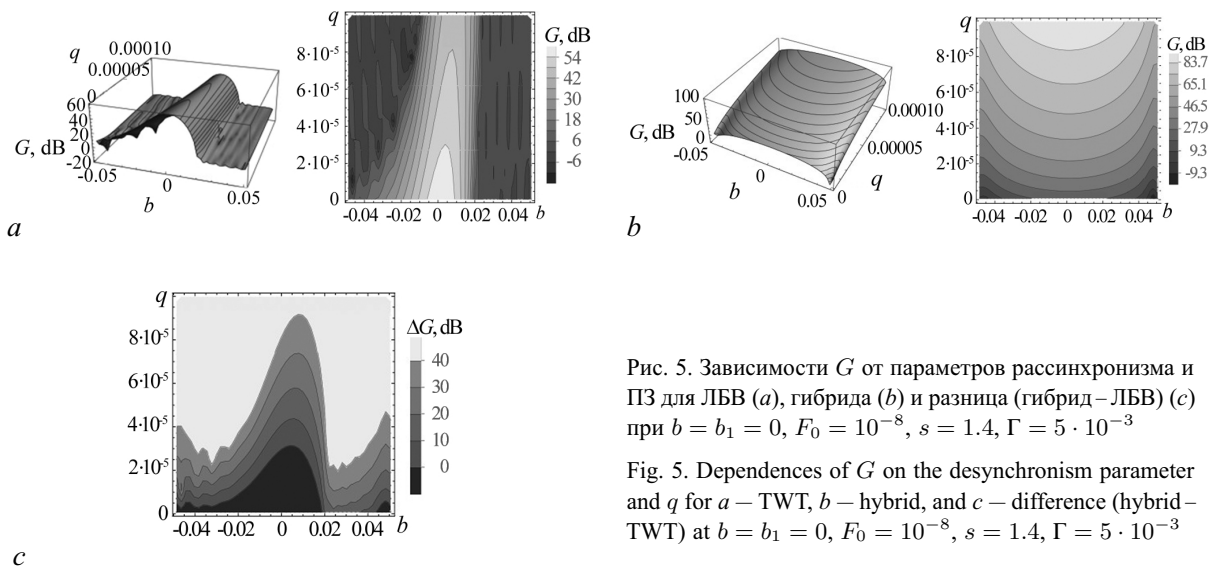 q
0.00010
0.00005
0
60
40
20
0
-20
G, dB
-0.05
0
0.05
b
q
8·10⁻⁵
6·10⁻⁵
4·10⁻⁵
2·10⁻⁵
0
-0.04 -0.02 0 0.02 0.04 b
G, dB
54
42
30
18
6
-6
a
100
50
0
G, dB
-0.05
0
0.05
b
0
0.00005
0.00010
q
q
8·10⁻⁵
6·10⁻⁵
4·10⁻⁵
2·10⁻⁵
0
-0.04 -0.02 0 0.02 0.04 b
G, dB
83.7
65.1
46.5
27.9
9.3
-9.3
b
q
8·10⁻⁵
6·10⁻⁵
4·10⁻⁵
2·10⁻⁵
0
-0.04 -0.02 0 0.02 0.04 b
ΔG, dB
40
30
20
10
0
c
Рис. 5. Зависимости G от параметров рассинхронизма и
ПЗ для ЛБВ (a), гибрида (b) и разница (гибрид – ЛБВ) (c)
при b = b₁ = 0, F₀ = 10⁻⁸, s = 1.4, Γ = 5 · 10⁻³
Fig. 5. Dependences of G on the desynchronism parameter
and q for a — TWT, b — hybrid, and c — difference (hybrid –
TWT) at b = b₁ = 0, F₀ = 10⁻⁸, s = 1.4, Γ = 5 · 10⁻³